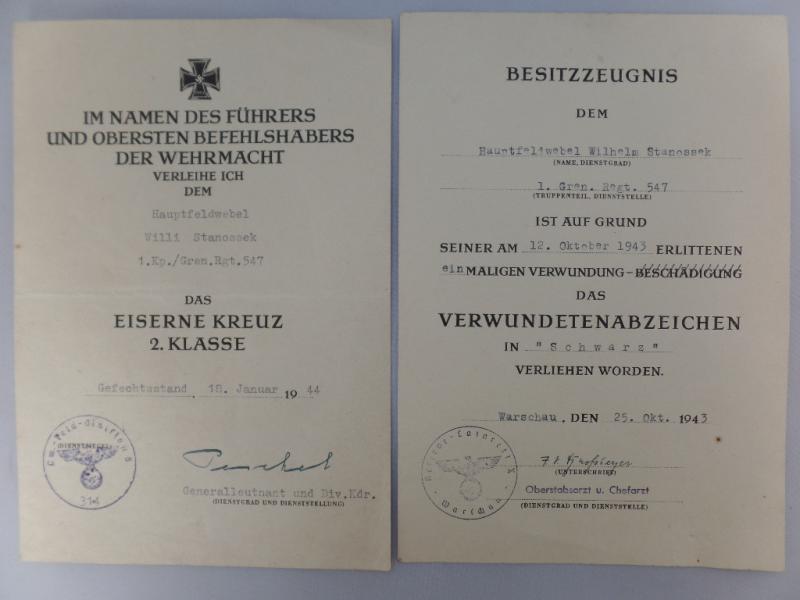 IM NAMEN DES FÜHRERS
UND OBERSTEN BEFEHLSHABERS
DER WEHRMACHT
VERLEIHE ICH
DEM
Hauptfeldwebel
Willi Stanossek
1.Kp./Gren.Rgt.547
DAS
EISERNE KREUZ
2. KLASSE
Gefechtsstand, 18. Januar 1944
(DIENSTSIEGEL)
314
Generalleutnant und Div.Kdr.
(DIENSTGRAD UND DIENSTSTELLUNG)
BESITZZEUGNIS
DEM
Hauptfeldwebel Wilhelm Stanossek
(NAME, DIENSTGRAD)
1. Gren. Regt. 547
(TRUPPENTEIL, DIENSTSTELLE)
IST AUF GRUND
SEINER AM 12. Oktober 1943 ERLITTENEN
einMALIGEN VERWUNDUNG – BESCHÄDIGUNG
DAS
VERWUNDETENABZEICHEN
IN "Schwarz"
VERLIEHEN WORDEN.
Warschau, DEN 25. Okt. 1943
Warschau
(UNTERSCHRIFT)
Oberstabsarzt u. Chefarzt
(DIENSTGRAD UND DIENSTSTELLE)